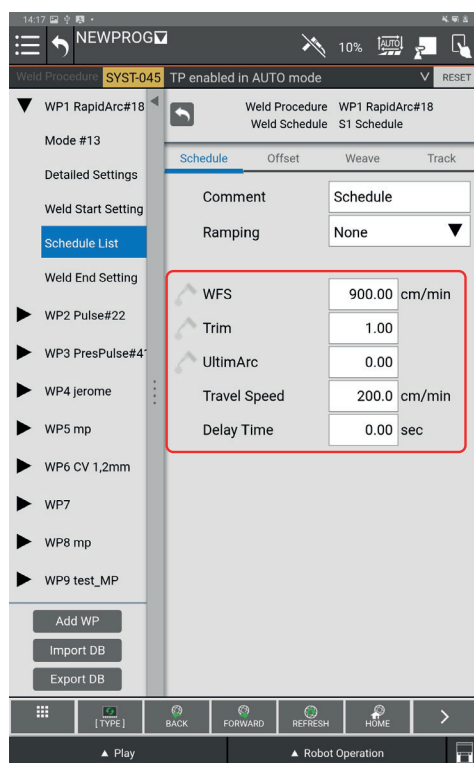 14:17
NEWPROG
10% AUTO
Weld Procedure SYST-045 TP enabled in AUTO mode RESET
WP1 RapidArc#18
Mode #13
Detailed Settings
Weld Start Setting
Schedule List
Weld End Setting
WP2 Pulse#22
WP3 PresPulse#4
WP4 jerome
WP5 mp
WP6 CV 1,2mm
WP7
WP8 mp
WP9 test_MP
Add WP
Import DB
Export DB
Weld Procedure WP1 RapidArc#18
Weld Schedule S1 Schedule
Schedule Offset Weave Track
Comment Schedule
Ramping None
WFS 900.00 cm/min
Trim 1.00
UltimArc 0.00
Travel Speed 200.0 cm/min
Delay Time 0.00 sec
[ TYPE ] BACK FORWARD REFRESH HOME
Play Robot Operation